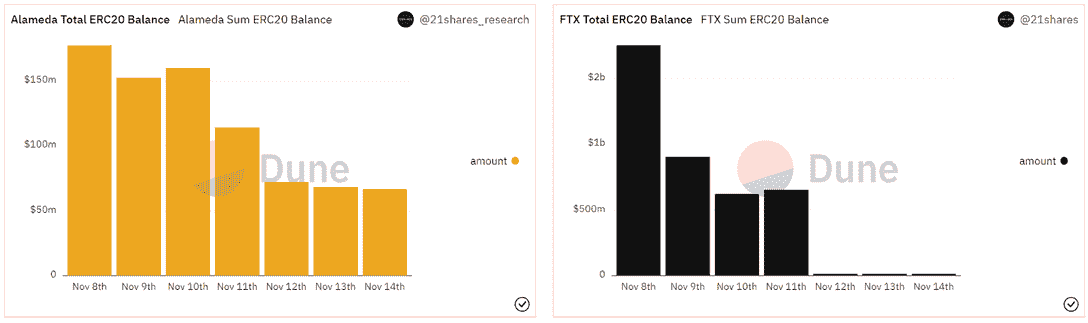 Alameda Total ERC20 Balance Alameda Sum ERC20 Balance @21shares_research
$150m
$100m
$50m
0
Dune
amount
Nov 8th Nov 9th Nov 10th Nov 11th Nov 12th Nov 13th Nov 14th
FTX Total ERC20 Balance FTX Sum ERC20 Balance @21shares
$2b
$1b
$500m
0
Dune
amount
Nov 8th Nov 9th Nov 10th Nov 11th Nov 12th Nov 13th Nov 14th